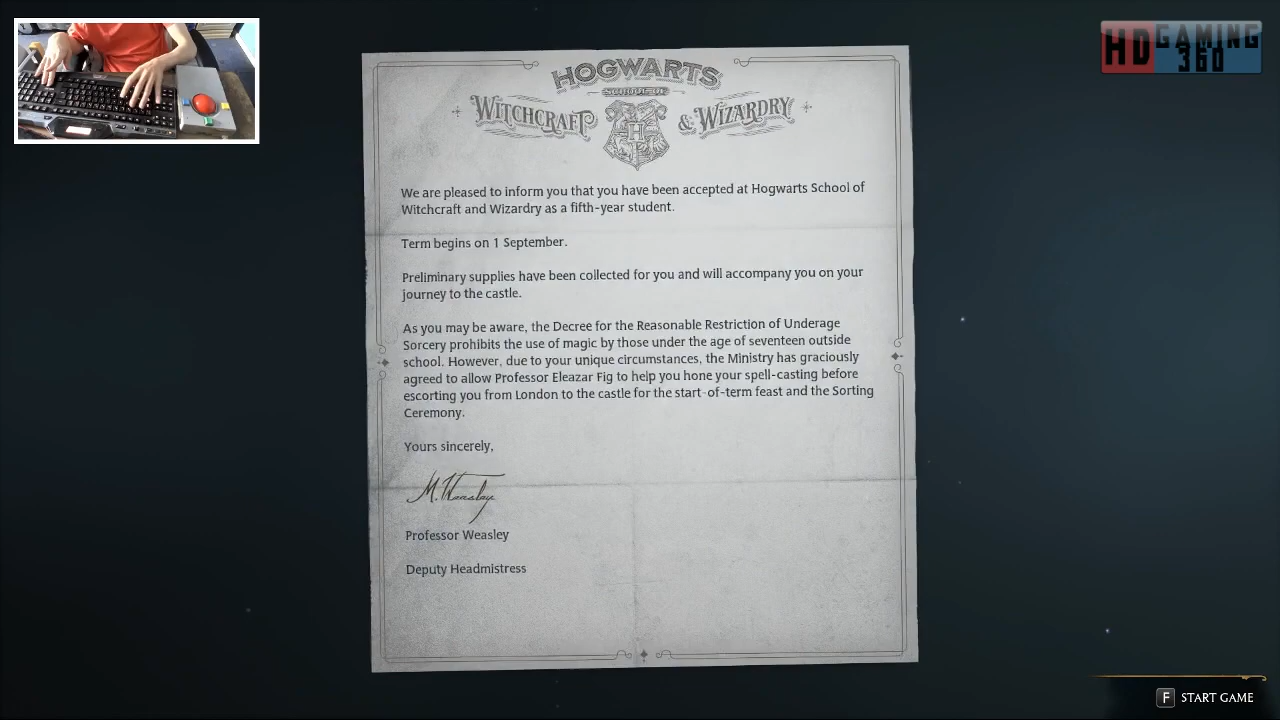 HD GAMING 360
HOGWARTS
SCHOOL OF
WITCHCRAFT & WIZARDRY
We are pleased to inform you that you have been accepted at Hogwarts School of
Witchcraft and Wizardry as a fifth-year student.
Term begins on 1 September.
Preliminary supplies have been collected for you and will accompany you on your
journey to the castle.
As you may be aware, the Decree for the Reasonable Restriction of Underage
Sorcery prohibits the use of magic by those under the age of seventeen outside
school. However, due to your unique circumstances, the Ministry has graciously
agreed to allow Professor Eleazar Fig to help you hone your spell-casting before
escorting you from London to the castle for the start-of-term feast and the Sorting
Ceremony.
Yours sincerely,
M. Weasley
Professor Weasley
Deputy Headmistress
F START GAME